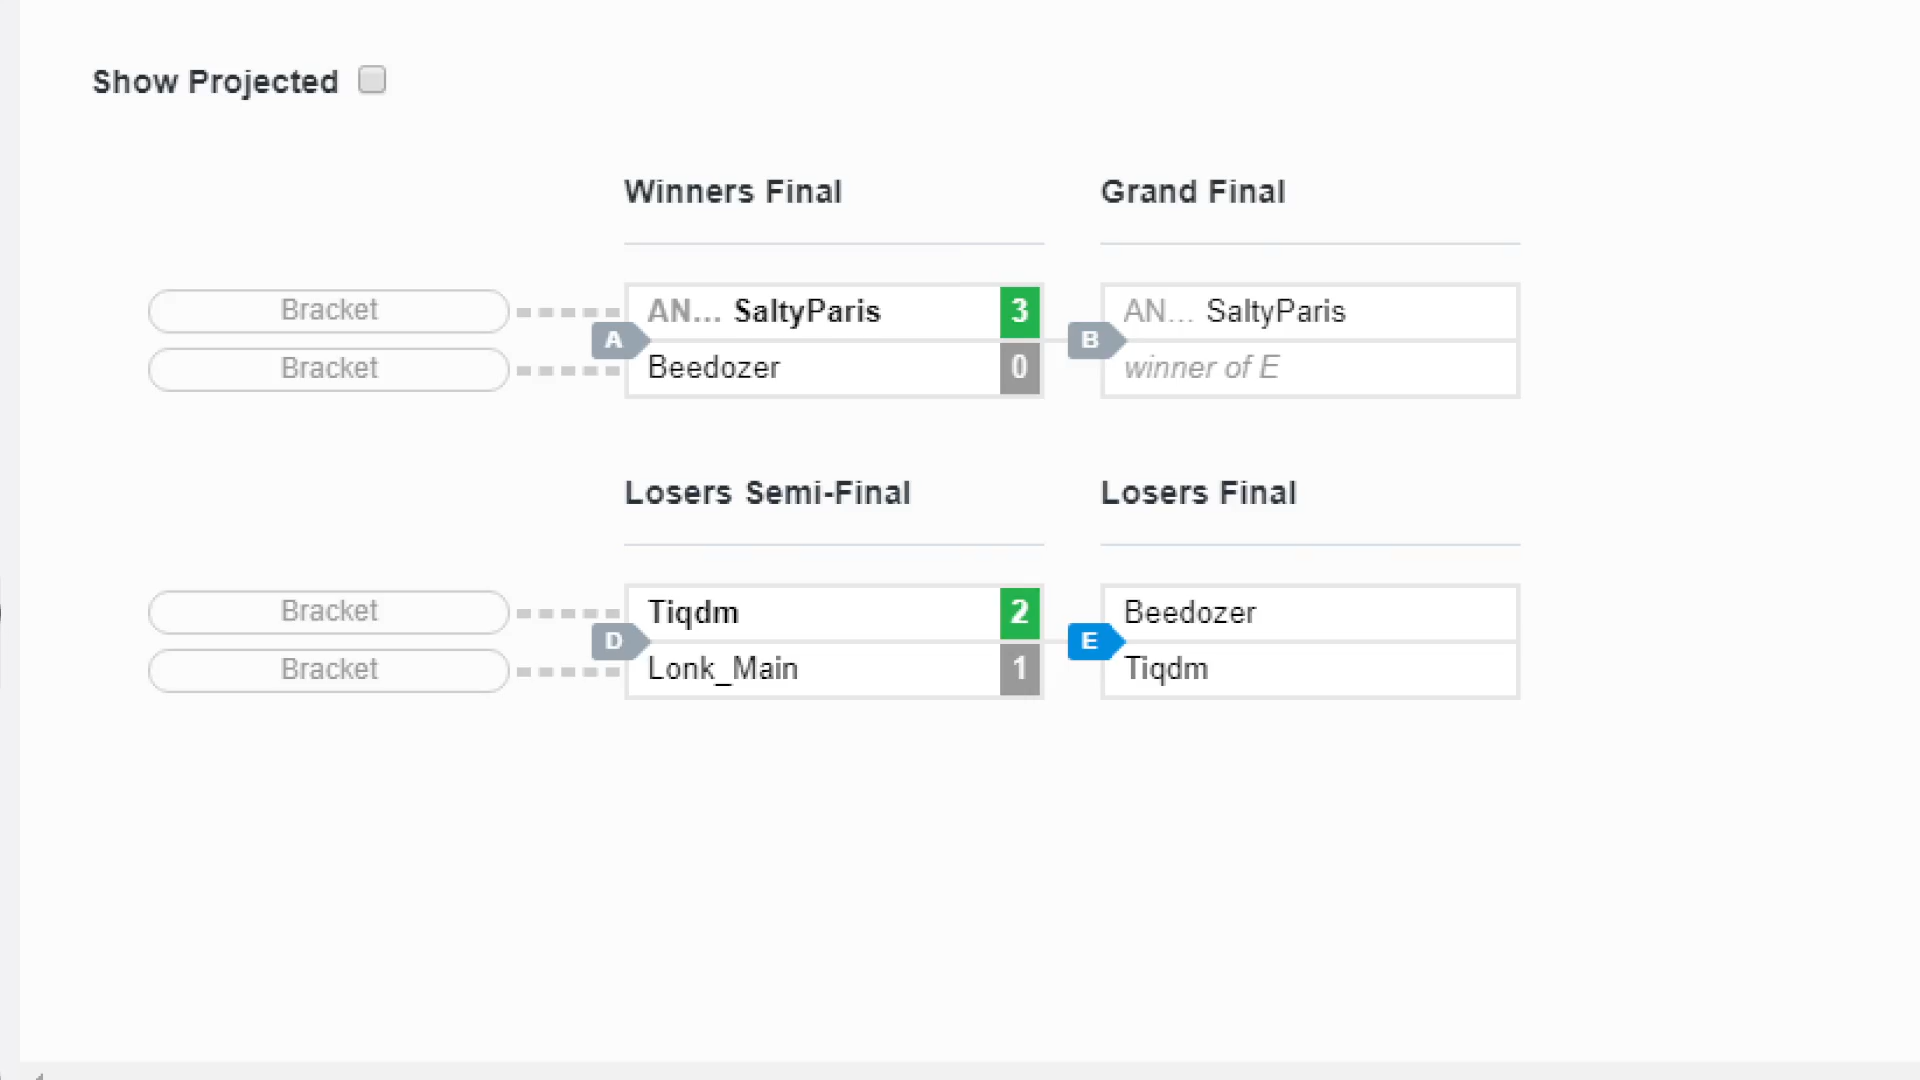 Show Projected
Winners Final
Grand Final
Bracket
Bracket
A
AN... SaltyParis 3
Beedozer 0
B
AN... SaltyParis
winner of E
Losers Semi-Final
Losers Final
Bracket
Bracket
D
Tiqdm 2
Lonk_Main 1
E
Beedozer
Tiqdm